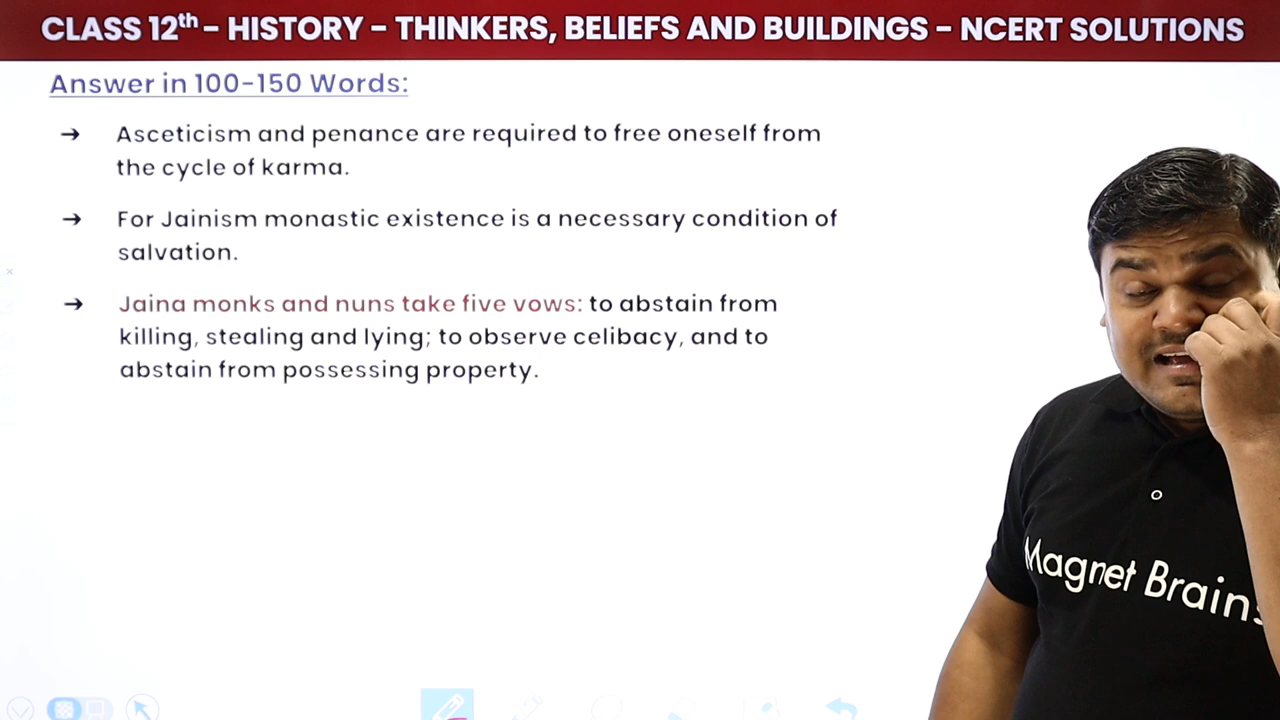 CLASS 12th – HISTORY – THINKERS, BELIEFS AND BUILDINGS – NCERT SOLUTIONS
Answer in 100-150 Words:
→ Asceticism and penance are required to free oneself from
the cycle of karma.
→ For Jainism monastic existence is a necessary condition of
salvation.
→ Jaina monks and nuns take five vows: to abstain from
killing, stealing and lying; to observe celibacy, and to
abstain from possessing property.
Magnet Brains